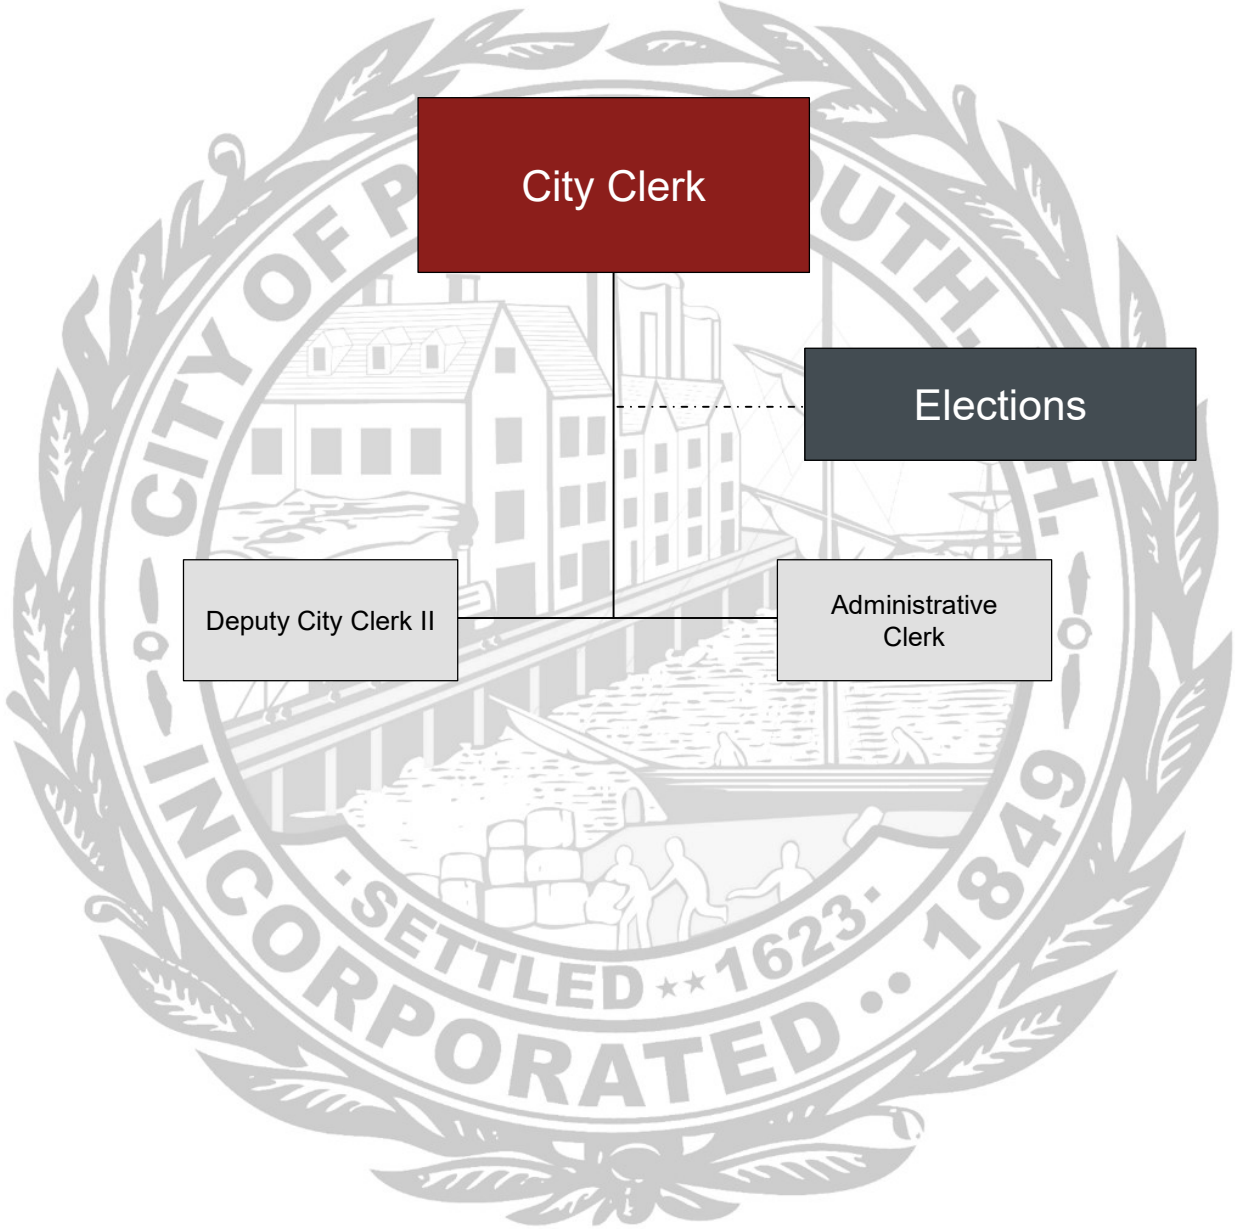 City Clerk
Elections
Deputy City Clerk II
Administrative
Clerk
CITY OF P
UTH, N.H.
INCORPORATED •• 1849
·SETTLED ★★ 1623·